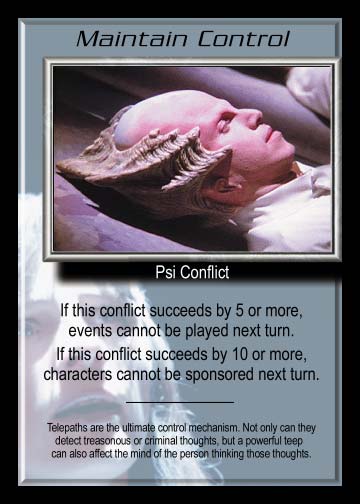 Maintain Control
Psi Conflict
If this conflict succeeds by 5 or more,
events cannot be played next turn.
If this conflict succeeds by 10 or more,
characters cannot be sponsored next turn.
Telepaths are the ultimate control mechanism. Not only can they
detect treasonous or criminal thoughts, but a powerful teep
can also affect the mind of the person thinking those thoughts.